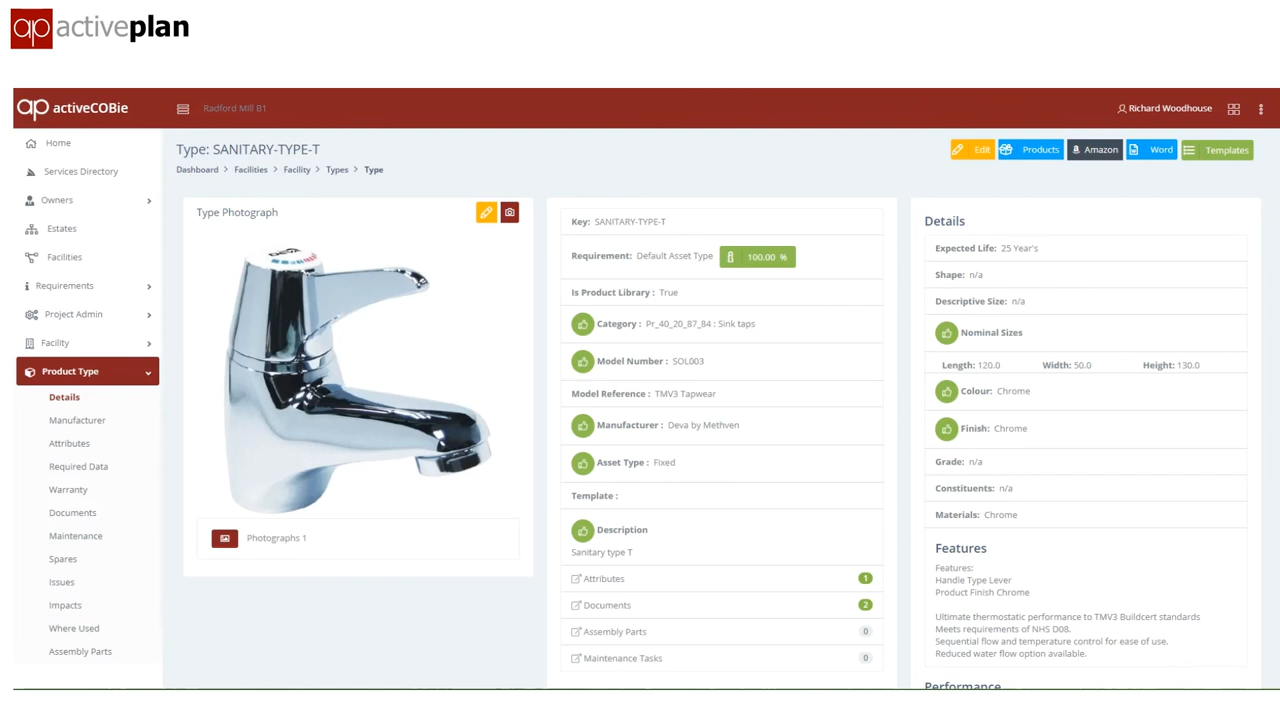 ap activeplan
ap activeCOBie
Radford Mill B1
Richard Woodhouse
Home
Services Directory
Owners
Estates
Facilities
Requirements
Project Admin
Facility
Product Type
Details
Manufacturer
Attributes
Required Data
Warranty
Documents
Maintenance
Spares
Issues
Impacts
Where Used
Assembly Parts
Type: SANITARY-TYPE-T
Dashboard > Facilities > Facility > Types > Type
Edit
Products
Amazon
Word
Templates
Type Photograph
Photographs 1
Key: SANITARY-TYPE-T
Requirement: Default Asset Type 100.00 %
Is Product Library : True
Category : Pr_40_20_87_84 : Sink taps
Model Number : SOL003
Model Reference : TMV3 Tapwear
Manufacturer : Deva by Methven
Asset Type : Fixed
Template :
Description
Sanitary type T
Attributes 1
Documents 2
Assembly Parts 0
Maintenance Tasks 0
Details
Expected Life: 25 Year's
Shape: n/a
Descriptive Size: n/a
Nominal Sizes
Length: 120.0 Width: 50.0 Height: 130.0
Colour: Chrome
Finish: Chrome
Grade: n/a
Constituents: n/a
Materials: Chrome
Features
Features:
Handle Type Lever
Product Finish Chrome
Ultimate thermostatic performance to TMV3 Buildcert standards
Meets requirements of NHS D08.
Sequential flow and temperature control for ease of use.
Reduced water flow option available.
Performance